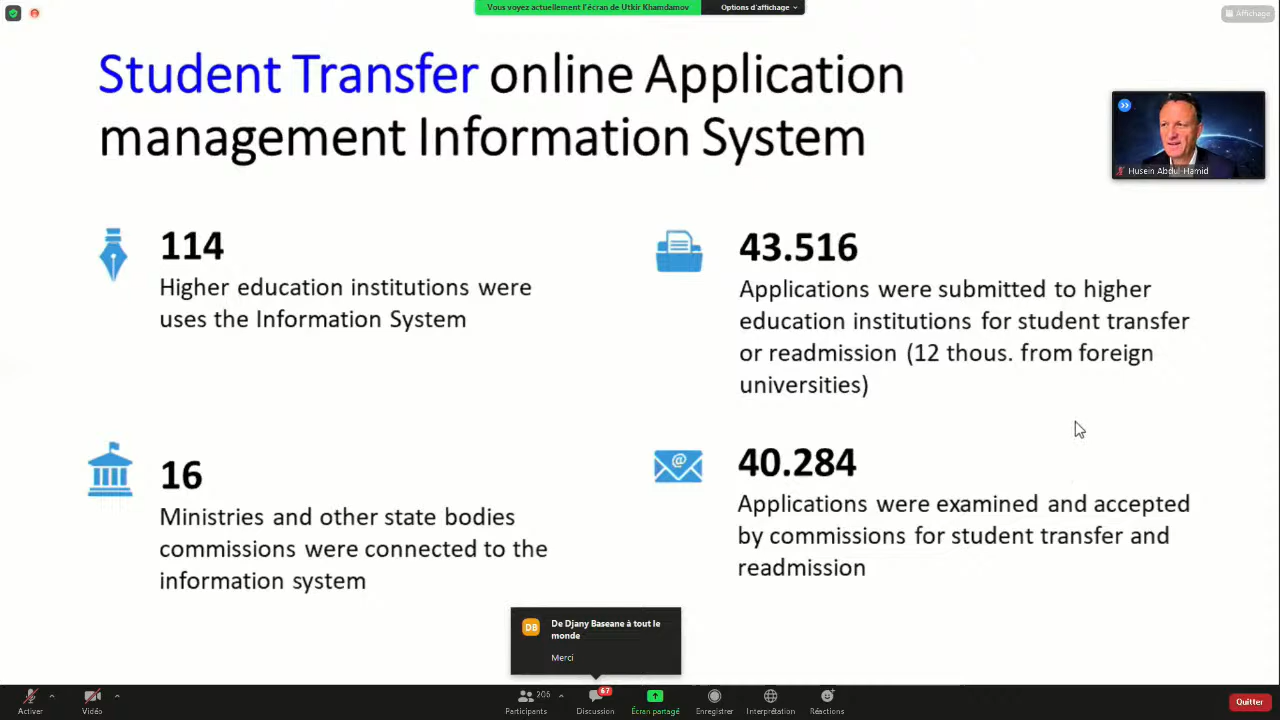 Vous voyez actuellement l'écran de Utkir Khamdamov
Options d'affichage
Affichage
Student Transfer online Application
management Information System
Husein Abdul-Hamid
114
Higher education institutions were
uses the Information System
43.516
Applications were submitted to higher
education institutions for student transfer
or readmission (12 thous. from foreign
universities)
16
Ministries and other state bodies
commissions were connected to the
information system
40.284
Applications were examined and accepted
by commissions for student transfer and
readmission
DB
De Djany Baseane à tout le
monde
Merci
Activer
Vidéo
205
Participants
67
Discussion
Écran partagé
Enregistrer
Interprétation
Réactions
Quitter